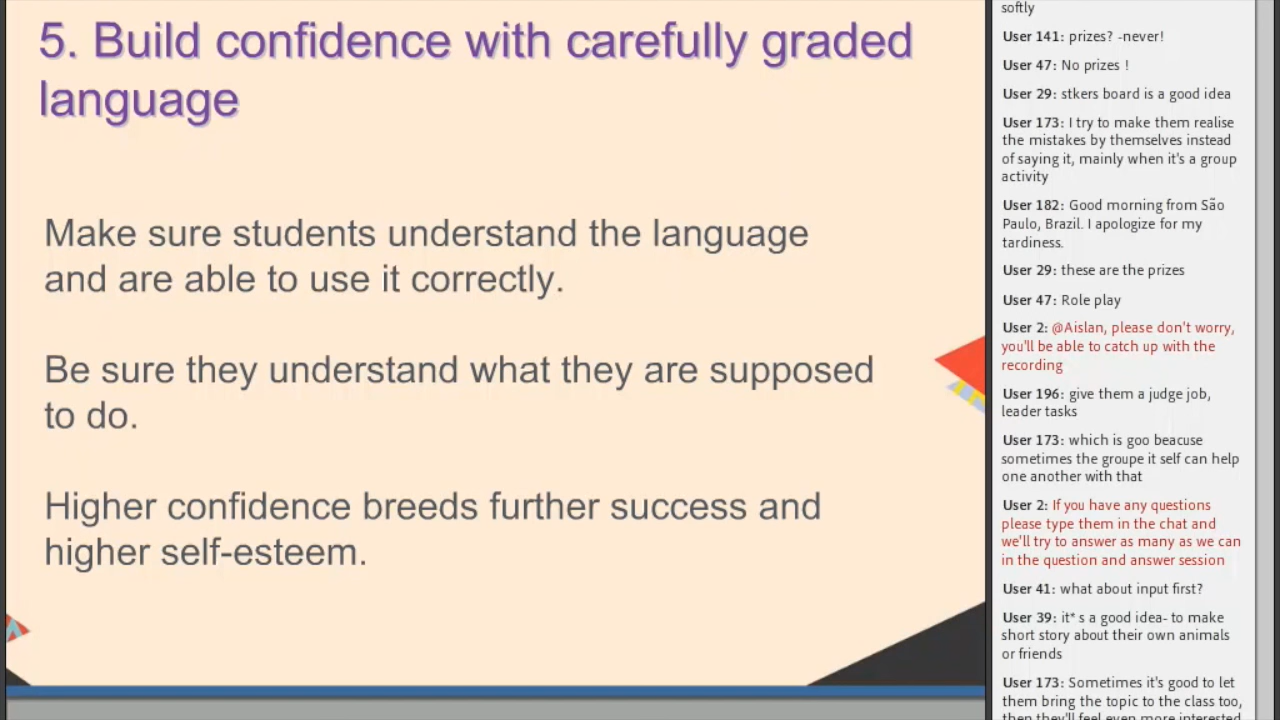 5. Build confidence with carefully graded
language
Make sure students understand the language
and are able to use it correctly.
Be sure they understand what they are supposed
to do.
Higher confidence breeds further success and
higher self-esteem.
softly
User 141: prizes? -never!
User 47: No prizes !
User 29: stkers board is a good idea
User 173: I try to make them realise
the mistakes by themselves instead
of saying it, mainly when it's a group
activity
User 182: Good morning from São
Paulo, Brazil. I apologize for my
tardiness.
User 29: these are the prizes
User 47: Role play
User 2: @Aislan, please don't worry,
you'll be able to catch up with the
recording
User 196: give them a judge job,
leader tasks
User 173: which is goo beacuse
sometimes the groupe it self can help
one another with that
User 2: If you have any questions
please type them in the chat and
we'll try to answer as many as we can
in the question and answer session
User 41: what about input first?
User 39: it* s a good idea- to make
short story about their own animals
or friends
User 173: Sometimes it's good to let
them bring the topic to the class too,
then they'll feel even more interested